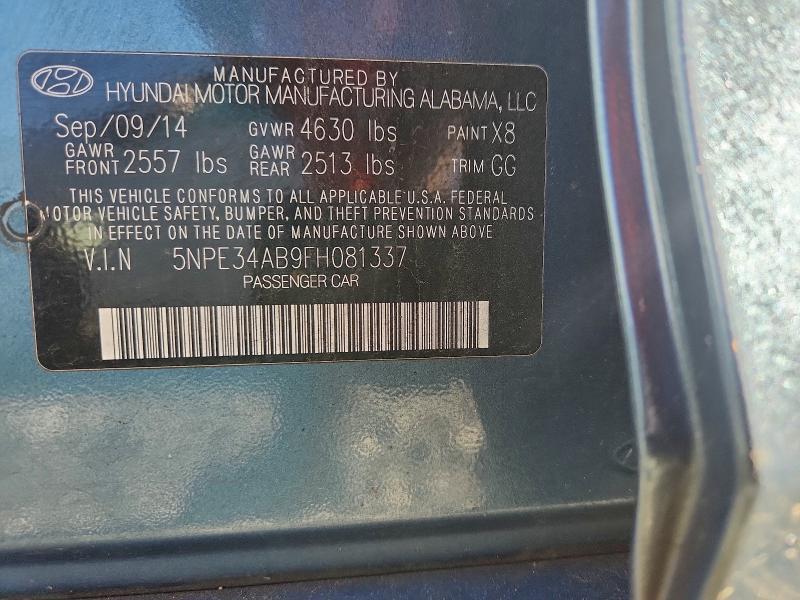 MANUFACTURED BY
HYUNDAI MOTOR MANUFACTURING ALABAMA, LLC
Sep/09/14 GVWR 4630 lbs PAINT X8
GAWR FRONT 2557 lbs GAWR REAR 2513 lbs TRIM GG
THIS VEHICLE CONFORMS TO ALL APPLICABLE U.S.A. FEDERAL
MOTOR VEHICLE SAFETY, BUMPER, AND THEFT PREVENTION STANDARDS
IN EFFECT ON THE DATE OF MANUFACTURE SHOWN ABOVE
V.I.N 5NPE34AB9FH081337
PASSENGER CAR